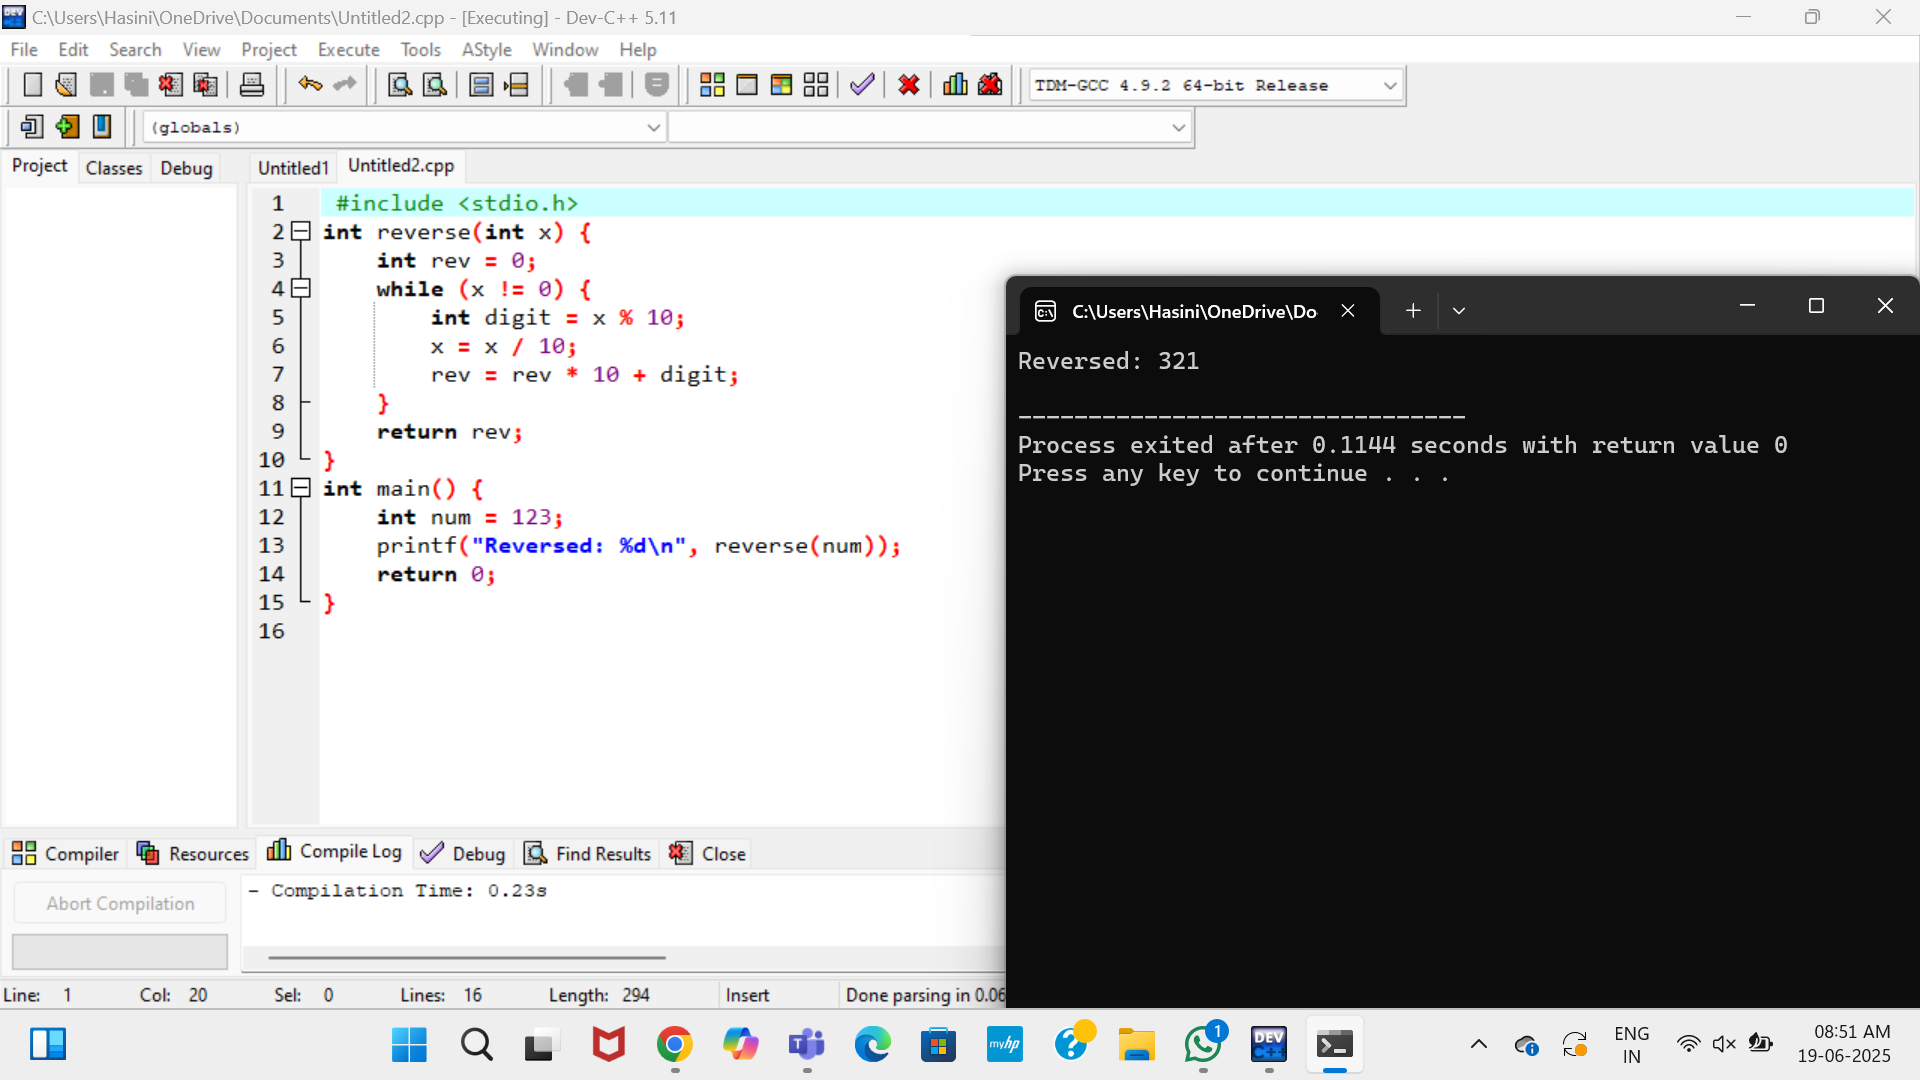 C:\Users\Hasini\OneDrive\Documents\Untitled2.cpp - [Executing] - Dev-C++ 5.11
File Edit Search View Project Execute Tools AStyle Window Help
TDM-GCC 4.9.2 64-bit Release
(globals)
Project Classes Debug Untitled1 Untitled2.cpp
1 #include <stdio.h>
2 int reverse(int x) {
3 int rev = 0;
4 while (x != 0) {
5 int digit = x % 10;
6 x = x / 10;
7 rev = rev * 10 + digit;
8 }
9 return rev;
10 }
11 int main() {
12 int num = 123;
13 printf("Reversed: %d\n", reverse(num));
14 return 0;
15 }
16
C:\Users\Hasini\OneDrive\Do
Reversed: 321
--------------------------------
Process exited after 0.1144 seconds with return value 0
Press any key to continue . . .
Compiler Resources Compile Log Debug Find Results Close
Abort Compilation
- Compilation Time: 0.23s
Line: 1 Col: 20 Sel: 0 Lines: 16 Length: 294 Insert Done parsing in 0.06
DEV C++
myhp
1
ENG
IN
08:51 AM
19-06-2025